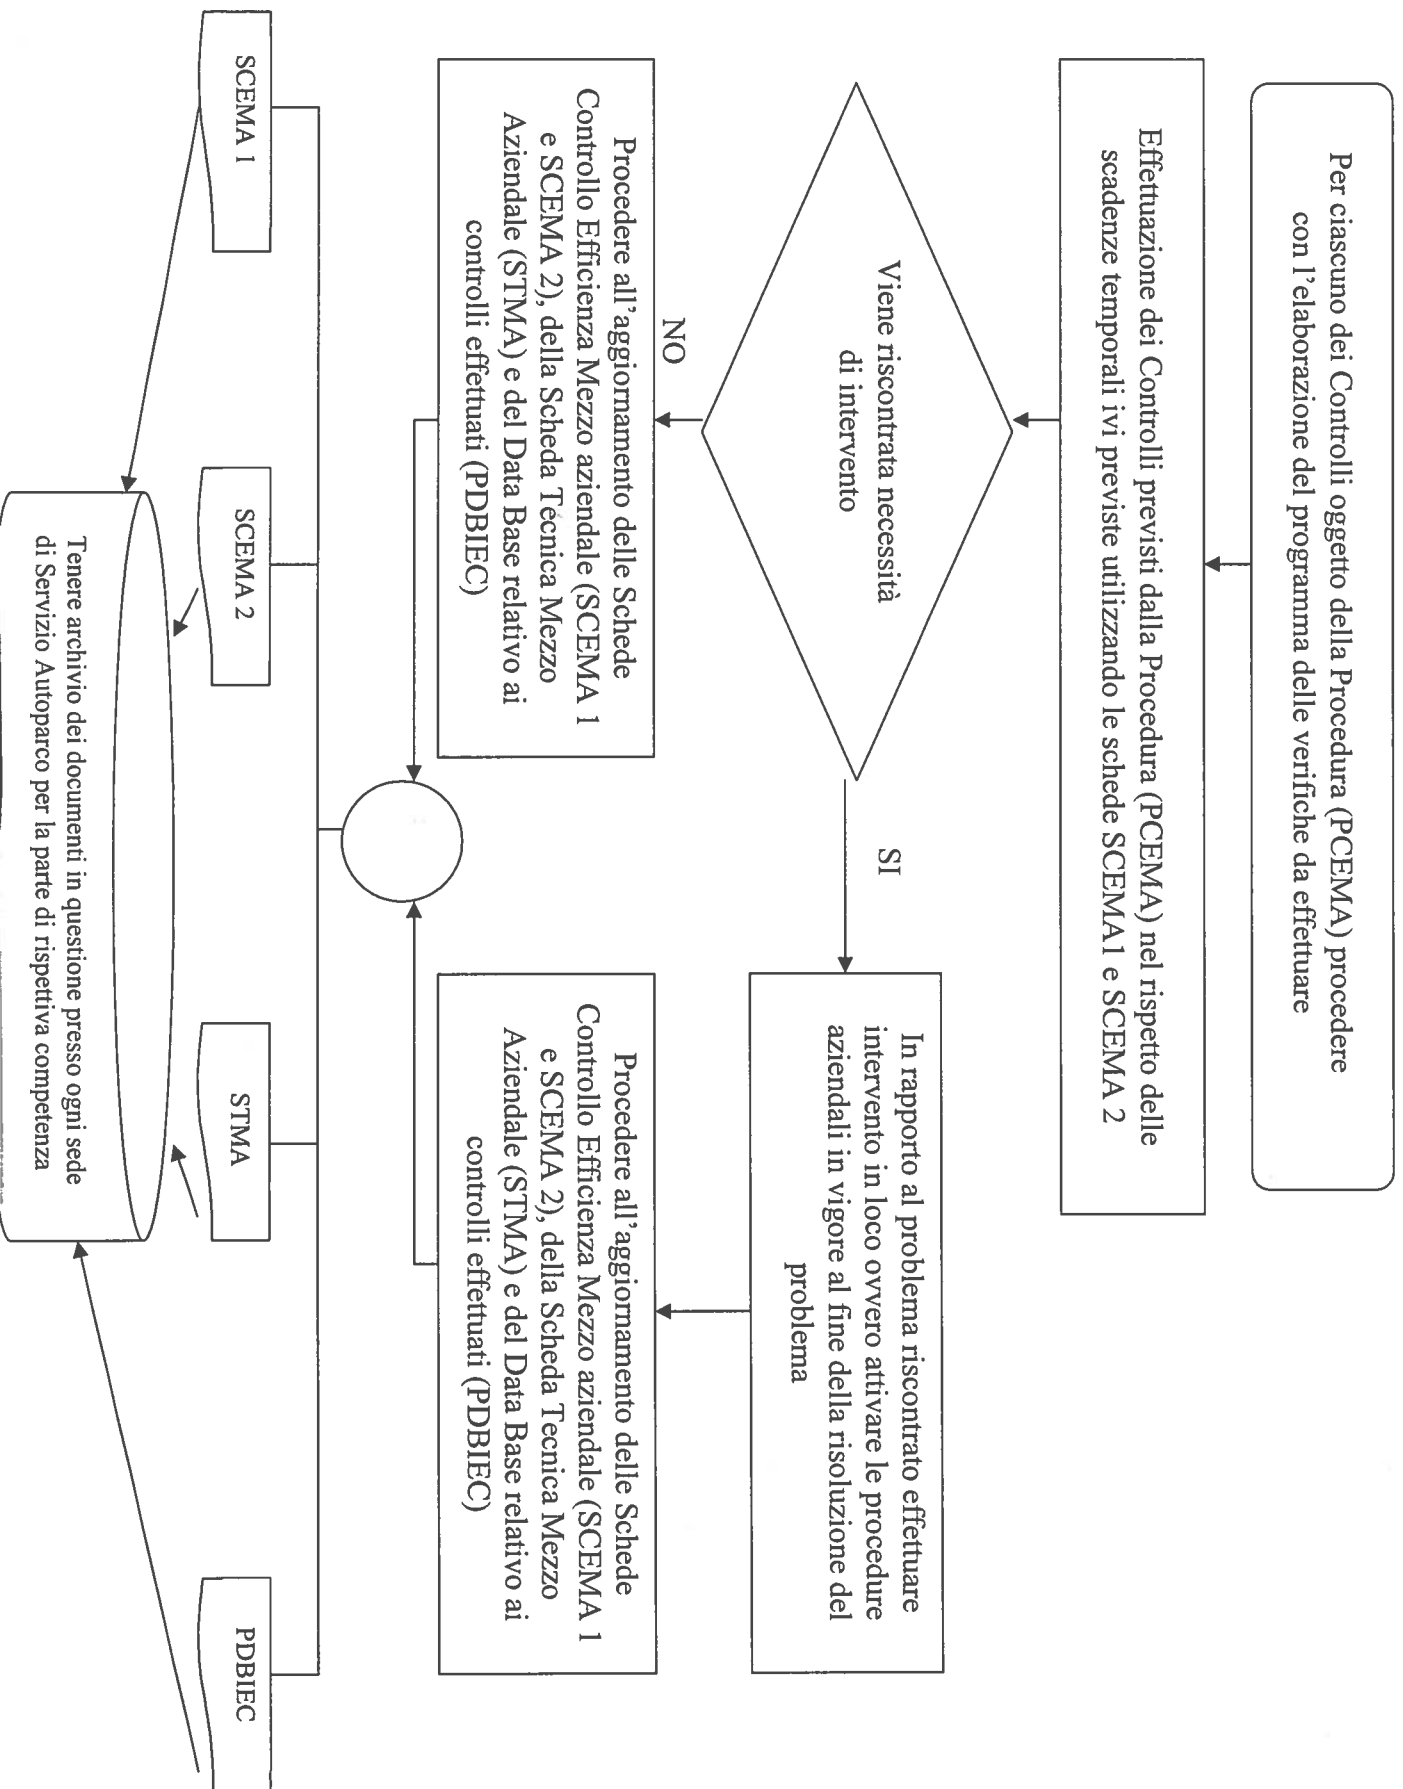 Per ciascuno dei Controlli oggetto della Procedura (PCEMA) procedere
con l'elaborazione del programma delle verifiche da effettuare
Effettuazione dei Controlli previsti dalla Procedura (PCEMA) nel rispetto delle
scadenze temporali ivi previste utilizzando le schede SCEMA1 e SCEMA 2
Viene riscontrata necessità
di intervento
SI
In rapporto al problema riscontrato effettuare
intervento in loco ovvero attivare le procedure
aziendali in vigore al fine della risoluzione del
problema
NO
Procedere all'aggiornamento delle Schede
Controllo Efficienza Mezzo aziendale (SCEMA 1
e SCEMA 2), della Scheda Tecnica Mezzo
Aziendale (STMA) e del Data Base relativo ai
controlli effettuati (PDBIEC)
Procedere all'aggiornamento delle Schede
Controllo Efficienza Mezzo aziendale (SCEMA 1
e SCEMA 2), della Scheda Tecnica Mezzo
Aziendale (STMA) e del Data Base relativo ai
controlli effettuati (PDBIEC)
SCEMA 1
SCEMA 2
STMA
PDBIEC
Tenere archivio dei documenti in questione presso ogni sede
di Servizio Autoparco per la parte di rispettiva competenza